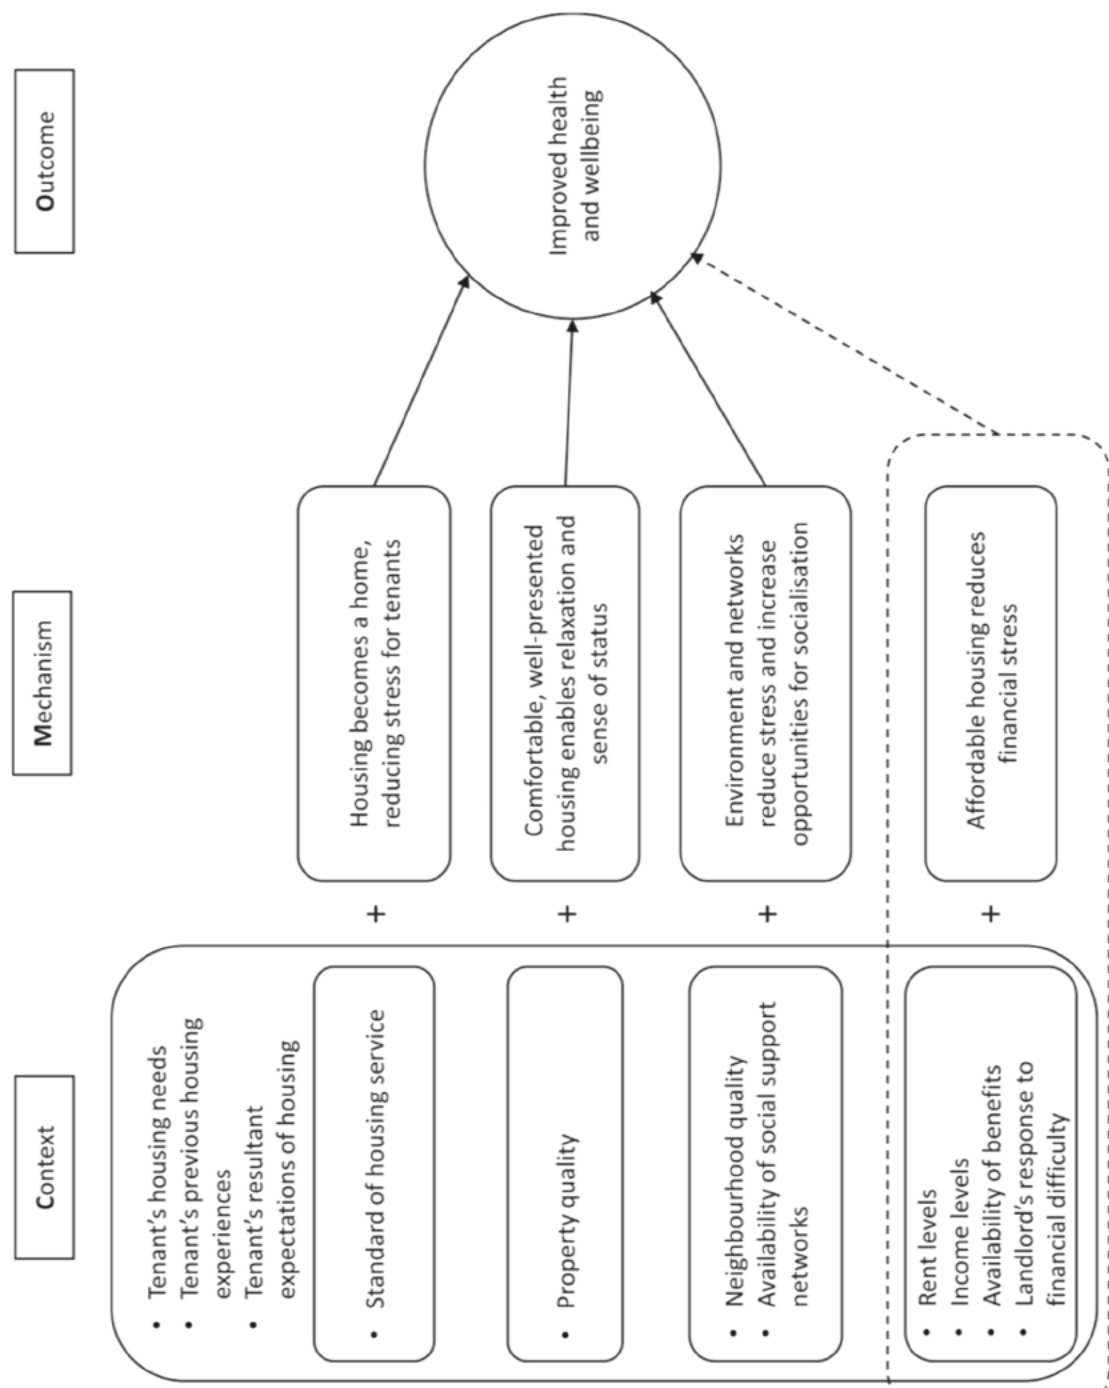 Context
Mechanism
Outcome
• Tenant's housing needs
• Tenant's previous housing
experiences
• Tenant's resultant
expectations of housing
• Standard of housing service
+
Housing becomes a home,
reducing stress for tenants
• Property quality
+
Comfortable, well-presented
housing enables relaxation and
sense of status
• Neighbourhood quality
• Availability of social support
networks
+
Environment and networks
reduce stress and increase
opportunities for socialisation
• Rent levels
• Income levels
• Availability of benefits
• Landlord's response to
financial difficulty
+
Affordable housing reduces
financial stress
Improved health
and wellbeing